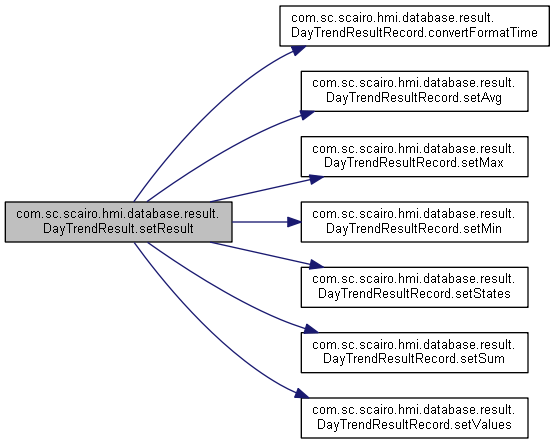 com.sc.scairo.hmi.database.result.
DayTrendResultRecord.convertFormatTime
com.sc.scairo.hmi.database.result.
DayTrendResultRecord.setAvg
com.sc.scairo.hmi.database.result.
DayTrendResultRecord.setMax
com.sc.scairo.hmi.database.result.
DayTrendResult.setResult
com.sc.scairo.hmi.database.result.
DayTrendResultRecord.setMin
com.sc.scairo.hmi.database.result.
DayTrendResultRecord.setStates
com.sc.scairo.hmi.database.result.
DayTrendResultRecord.setSum
com.sc.scairo.hmi.database.result.
DayTrendResultRecord.setValues